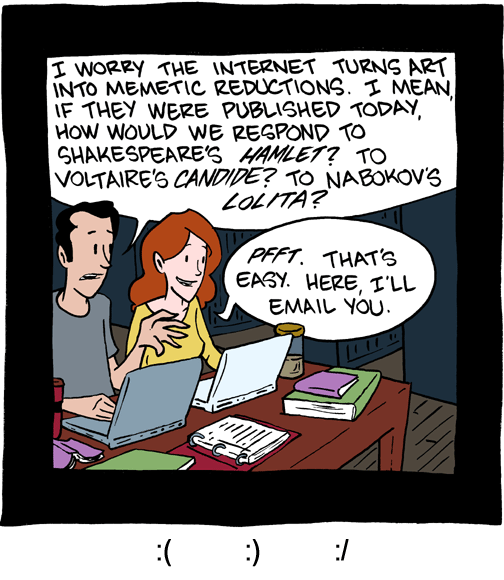 I WORRY THE INTERNET TURNS ART
INTO MEMETIC REDUCTIONS. I MEAN,
IF THEY WERE PUBLISHED TODAY,
HOW WOULD WE RESPOND TO
SHAKESPEARE'S HAMLET? TO
VOLTAIRE'S CANDIDE? TO NABOKOV'S
LOLITA?
PFFT. THAT'S
EASY. HERE, I'LL
EMAIL YOU.
:( :) :/